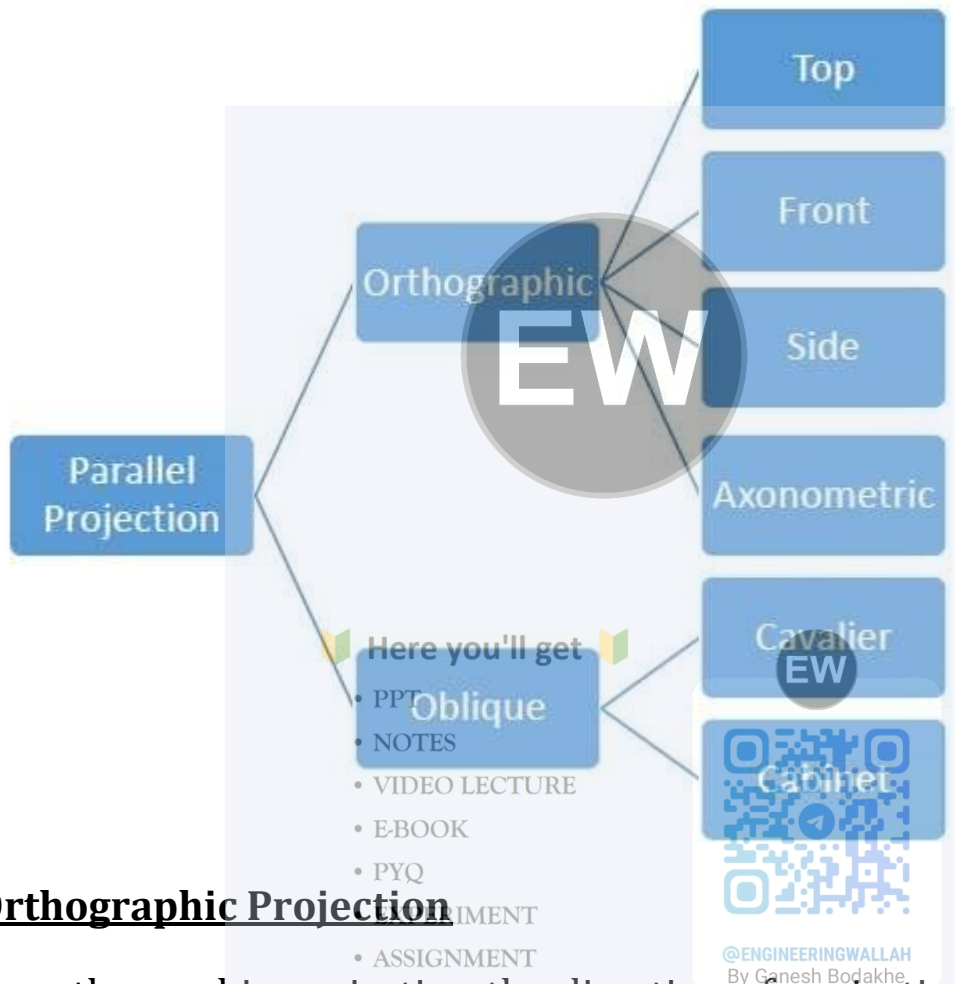 Top
Front
Orthographic
EW
Side
Parallel
Projection
Axonometric
Cavalier
EW
Here you'll get
Oblique
• PPT
• NOTES
Cabinet
• VIDEO LECTURE
• E-BOOK
• PYQ
Orthographic Projection
• EXPERIMENT
• ASSIGNMENT
@ENGINEERINGWALLAH
By Ganesh Bodakhe